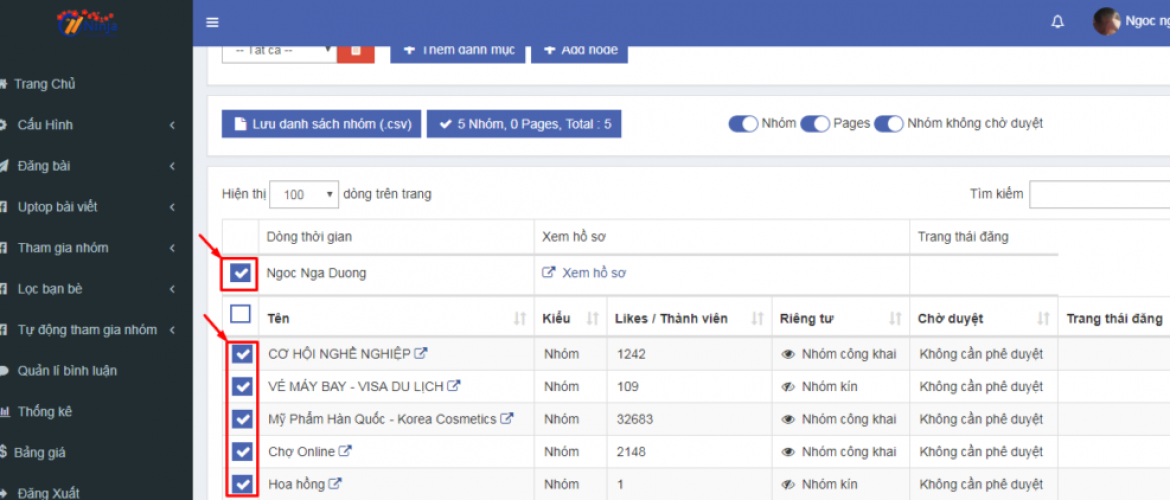 Ninja
Ngoc ng
-- Tất cả --
Thêm danh mục
Add node
Trang Chủ
Cấu Hình
Đăng bài
Uptop bài viết
Tham gia nhóm
Lọc bạn bè
Tự động tham gia nhóm
Quản lí bình luận
Thống kê
Bảng giá
Đăng Xuất
Lưu danh sách nhóm (.csv)
5 Nhóm, 0 Pages, Total : 5
Nhóm Pages Nhóm không chờ duyệt
Hiện thị 100 dòng trên trang
Tìm kiếm
Dòng thời gian Xem hồ sơ Trang thái đăng
Ngoc Nga Duong Xem hồ sơ
Tên Kiểu Likes / Thành viên Riêng tư Chờ duyệt Trang thái đăng
CƠ HỘI NGHỀ NGHIỆP Nhóm 1242 Nhóm công khai Không cần phê duyệt
VÉ MÁY BAY - VISA DU LỊCH Nhóm 109 Nhóm kín Không cần phê duyệt
Mỹ Phẩm Hàn Quốc - Korea Cosmetics Nhóm 32683 Nhóm công khai Không cần phê duyệt
Chợ Online Nhóm 2148 Nhóm công khai Không cần phê duyệt
Hoa hồng Nhóm 1 Nhóm kín Không cần phê duyệt